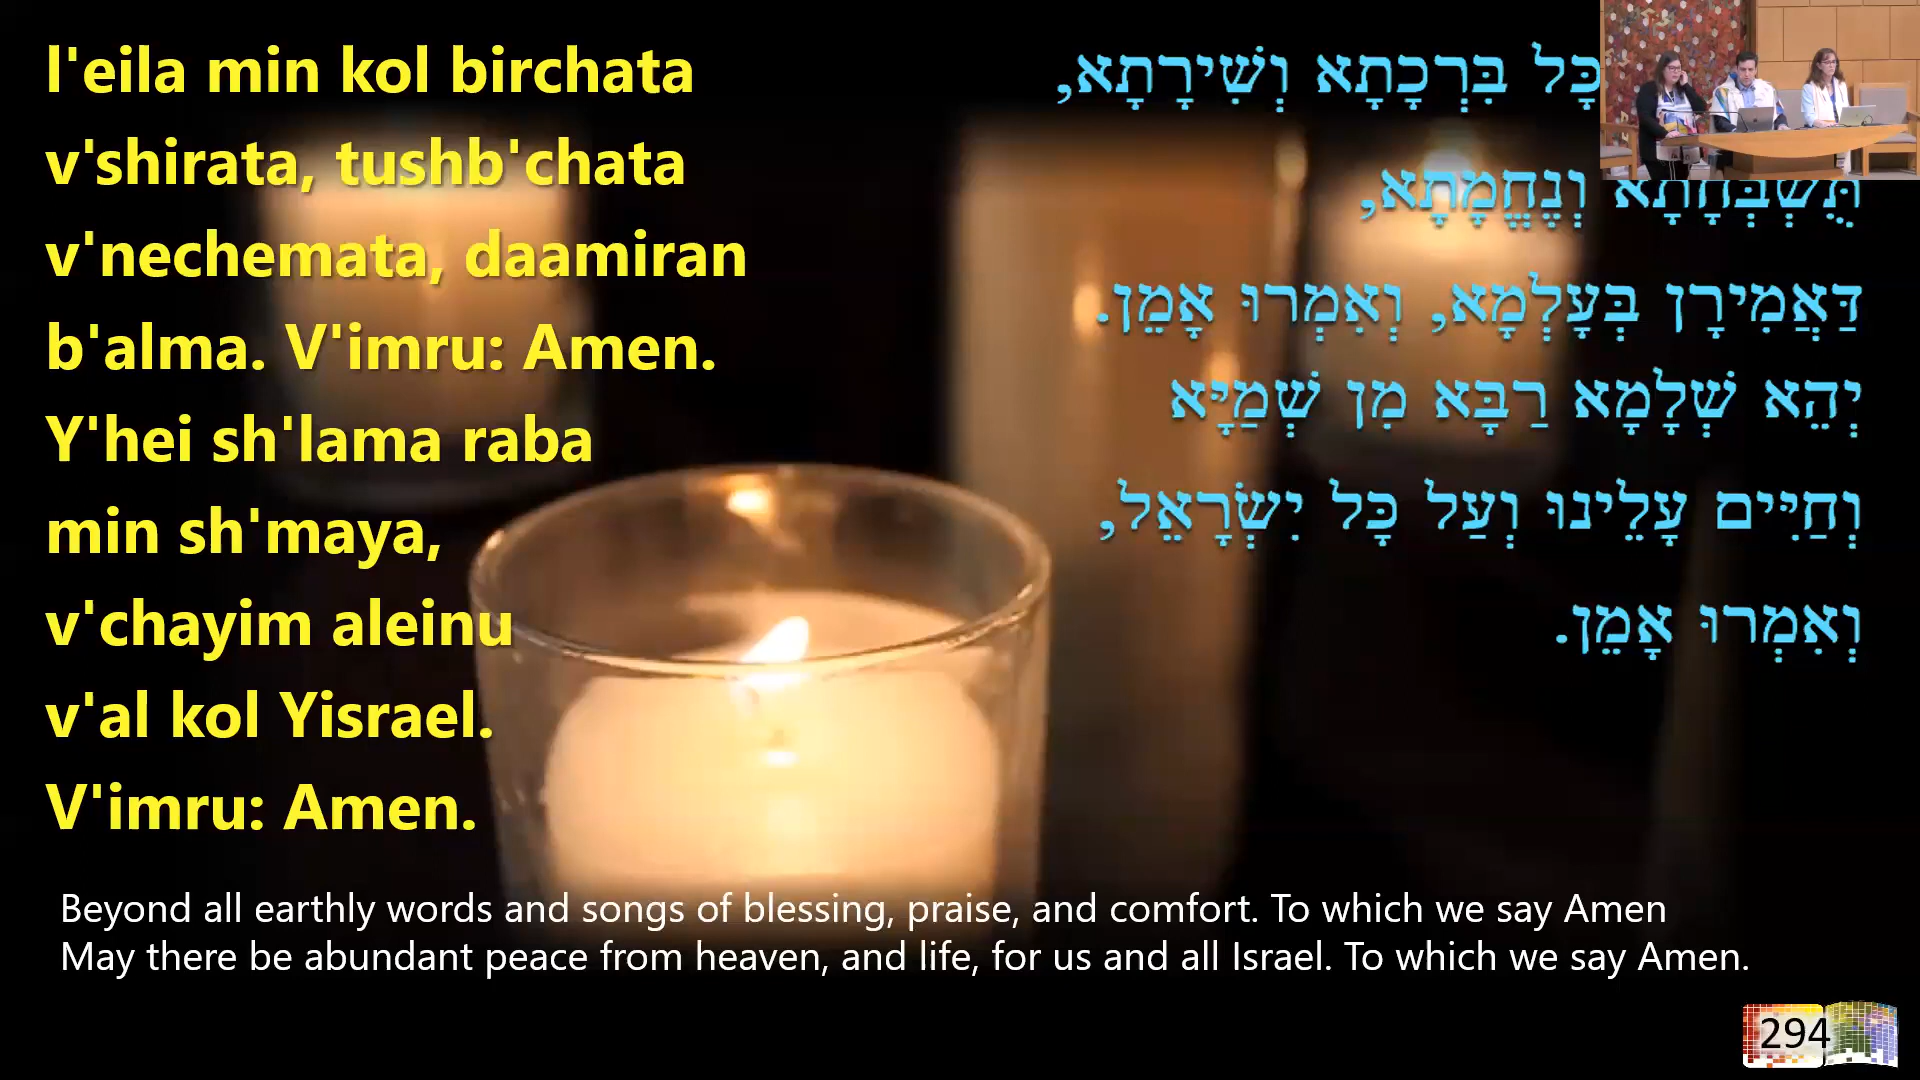 l'eila min kol birchata
v'shirata, tushb'chata
v'nechemata, daamiran
b'alma. V'imru: Amen.
Y'hei sh'lama raba
min sh'maya,
v'chayim aleinu
v'al kol Yisrael.
V'imru: Amen.
כָּל בִּרְכָתָא וְשִׁירָתָא,
תֻּשְׁבְּחָתָא וְנֶחֱמָתָא,
דַּאֲמִירָן בְּעָלְמָא, וְאִמְרוּ אָמֵן.
יְהֵא שְׁלָמָא רַבָּא מִן שְׁמַיָּא
וְחַיִּים עָלֵינוּ וְעַל כָּל יִשְׂרָאֵל,
וְאִמְרוּ אָמֵן.
Beyond all earthly words and songs of blessing, praise, and comfort. To which we say Amen
May there be abundant peace from heaven, and life, for us and all Israel. To which we say Amen.
294